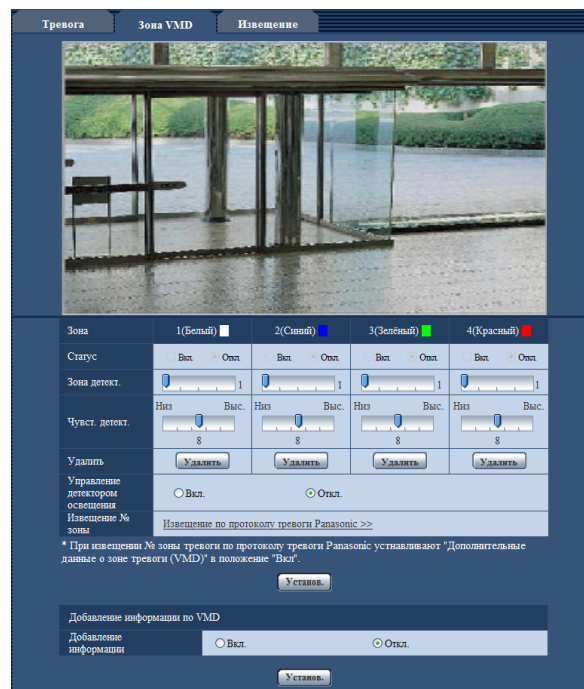 Тревога Зона VMD Извещение
Зона 1(Белый) 2(Синий) 3(Зелёный) 4(Красный)
Статус Вкл Откл Вкл Откл Вкл Откл Вкл Откл
Зона детект. 1 1 1 1
Низ Выс. Низ Выс. Низ Выс. Низ Выс.
Чувст. детект.
8 8 8 8
Удалить Удалить Удалить Удалить Удалить
Управление
детектором
освещения
Вкл. Откл.
Извещение №
зоны
Извещение по протоколу тревоги Panasonic >>
* При извещении № зоны тревоги по протоколу тревоги Panasonic уставливают "Дополнительные
данные о зоне тревоги (VMD)" в положение "Вкл".
Установ.
Добавление информации по VMD
Добавление
информации
Вкл. Откл.
Установ.